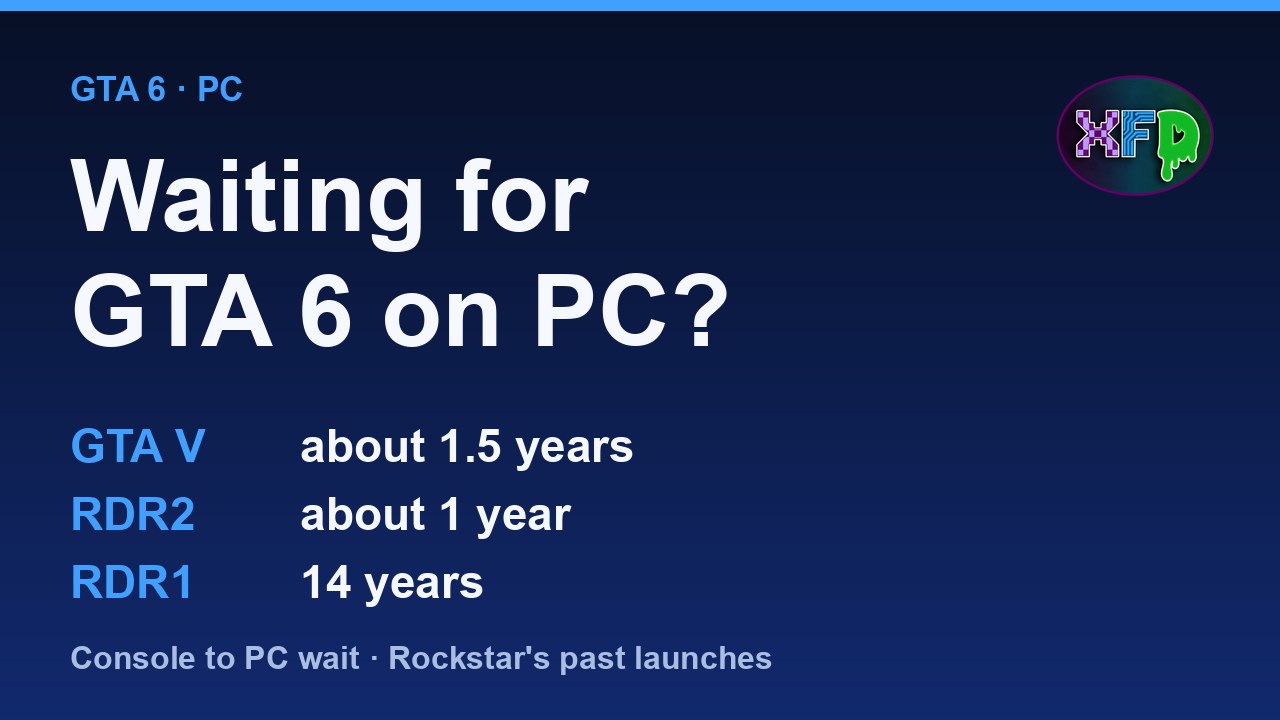 GTA 6 · PC
XFD
Waiting for
GTA 6 on PC?
GTA V about 1.5 years
RDR2 about 1 year
RDR1 14 years
Console to PC wait · Rockstar's past launches